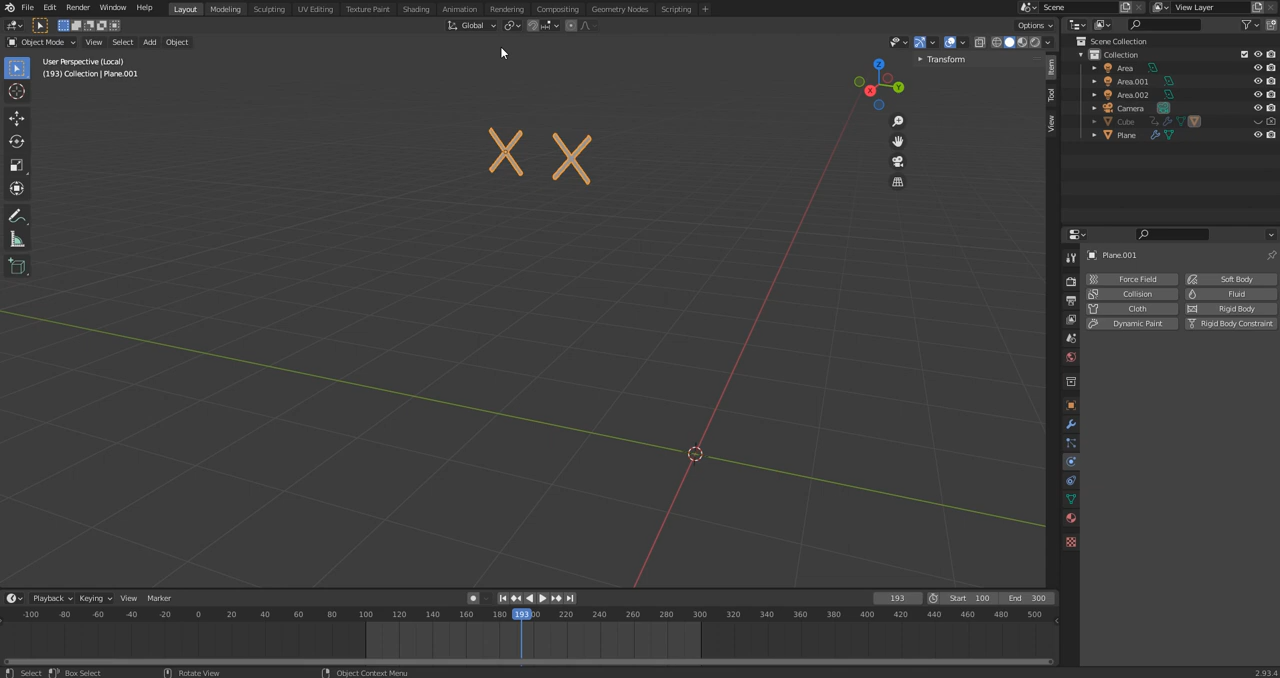 File Edit Render Window Help Layout Modeling Sculpting UV Editing Texture Paint Shading Animation Rendering Compositing Geometry Nodes Scripting Scene View Layer
Global Options
Object Mode View Select Add Object
User Perspective (Local)
(193) Collection | Plane.001
Transform
Item
Tool
View
Z
Y
X
Scene Collection
Collection
Area
Area.001
Area.002
Camera
Cube
Plane
Plane.001
Force Field Soft Body
Collision Fluid
Cloth Rigid Body
Dynamic Paint Rigid Body Constraint
Playback Keying View Marker 193 Start 100 End 300
-100 -80 -60 -40 -20 0 20 40 60 80 100 120 140 160 180 193 200 220 240 260 280 300 320 340 360 380 400 420 440 460 480 500
Select Box Select Rotate View Object Context Menu 2.93.4